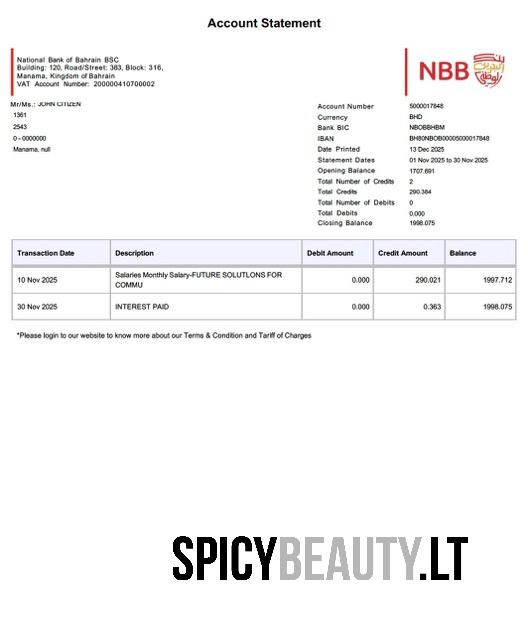 Account Statement
National Bank of Bahrain BSC
Building: 120, Road/Street: 383, Block: 316,
Manama, Kingdom of Bahrain
VAT Account Number: 200000410700002
NBB
بنك البحرين الوطني
Mr/Ms.: JOHN CITIZEN
1361
2543
0 - 0000000
Manama, null
Account Number 5000017848
Currency BHD
Bank BIC NBOBBHBM
IBAN BH80NBOB00005000017848
Date Printed 13 Dec 2025
Statement Dates 01 Nov 2025 to 30 Nov 2025
Opening Balance 1707.691
Total Number of Credits 2
Total Credits 290.384
Total Number of Debits 0
Total Debits 0.000
Closing Balance 1998.075
Transaction Date Description Debit Amount Credit Amount Balance
10 Nov 2025 Salaries Monthly Salary-FUTURE SOLUTLONS FOR 0.000 290.021 1997.712
COMMU
30 Nov 2025 INTEREST PAID 0.000 0.363 1998.075
*Please login to our website to know more about our Terms & Condition and Tariff of Charges
SPICYBEAUTY.LT